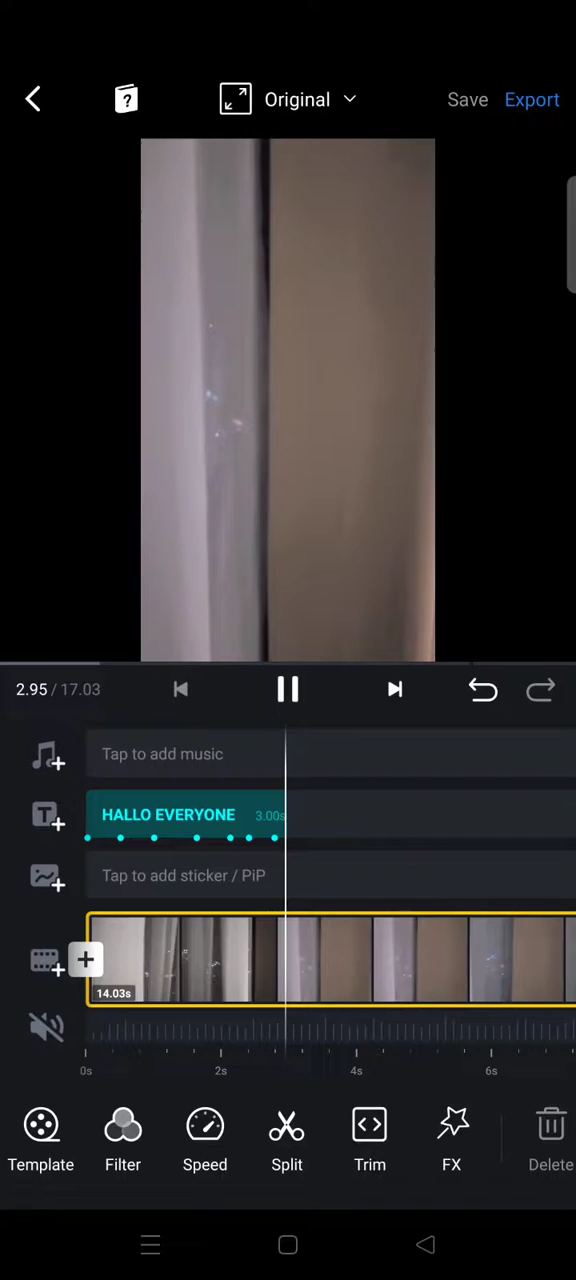 ?
Original
Save
Export
2.95 / 17.03
Tap to add music
T
HALLO EVERYONE 3.00s
Tap to add sticker / PiP
14.03s
0s 2s 4s 6s
Template Filter Speed Split Trim FX Delete